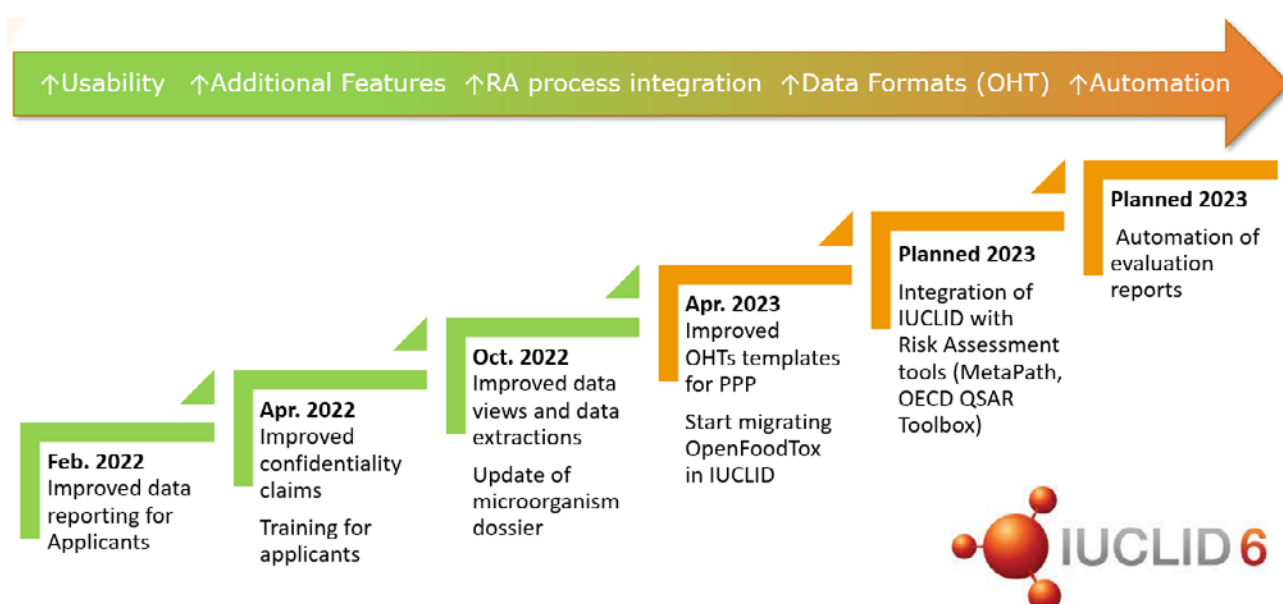 ↑Usability ↑Additional Features ↑RA process integration ↑Data Formats (OHT) ↑Automation
Feb. 2022
Improved data
reporting for
Applicants
Apr. 2022
Improved
confidentiality
claims
Training for
applicants
Oct. 2022
Improved data
views and data
extractions
Update of
microorganism
dossier
Apr. 2023
Improved
OHTs templates
for PPP
Start migrating
OpenFoodTox
in IUCLID
Planned 2023
Integration of
IUCLID with
Risk Assessment
tools (MetaPath,
OECD QSAR
Toolbox)
Planned 2023
Automation of
evaluation
reports
IUCLID 6